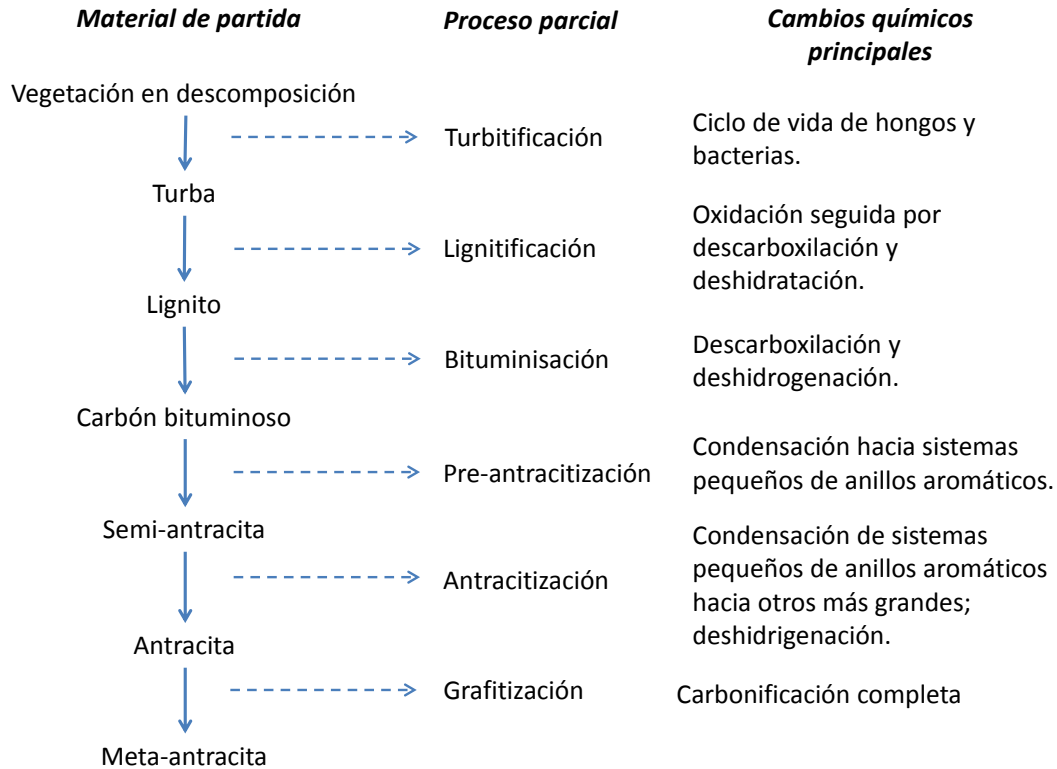 Material de partida
Proceso parcial
Cambios químicos
principales
Vegetación en descomposición
Turbitificación
Ciclo de vida de hongos y
bacterias.
Turba
Lignitificación
Oxidación seguida por
descarboxilación y
deshidratación.
Lignito
Bituminisación
Descarboxilación y
deshidrogenación.
Carbón bituminoso
Pre-antracitización
Condensación hacia sistemas
pequeños de anillos aromáticos.
Semi-antracita
Antracitización
Condensación de sistemas
pequeños de anillos aromáticos
hacia otros más grandes;
deshidrigenación.
Antracita
Grafitización
Carbonificación completa
Meta-antracita